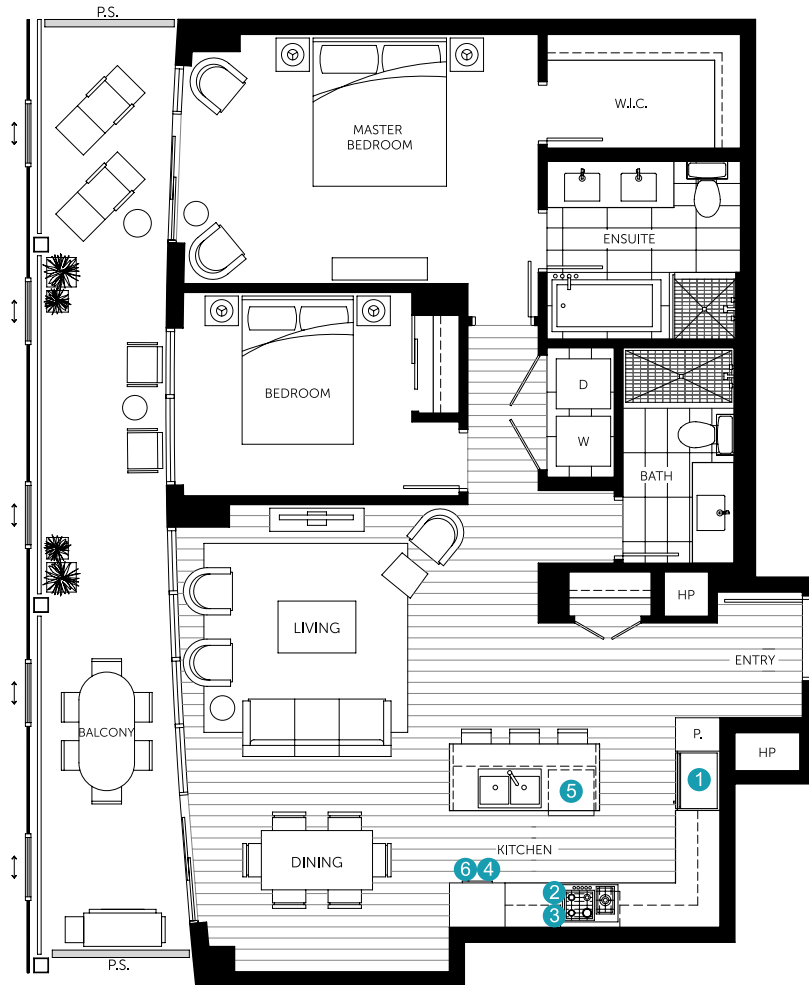 P.S.
MASTER
BEDROOM
W.I.C.
ENSUITE
BEDROOM
D
W
BATH
HP
LIVING
ENTRY
BALCONY
P.
HP
1
5
KITCHEN
DINING
6 4
2
3
P.S.